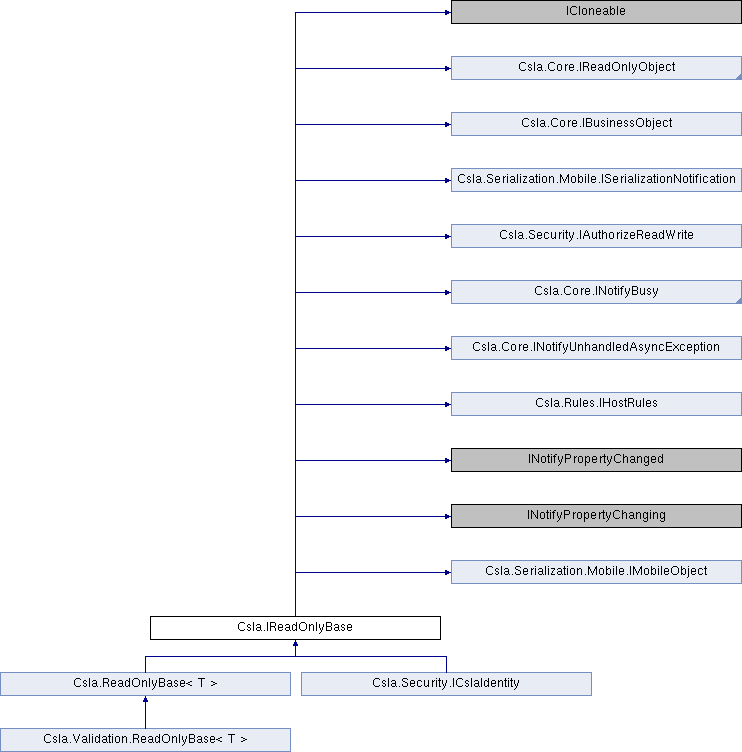 ICloneable
Csla.Core.IReadOnlyObject
Csla.Core.IBusinessObject
Csla.Serialization.Mobile.ISerializationNotification
Csla.Security.IAuthorizeReadWrite
Csla.Core.INotifyBusy
Csla.Core.INotifyUnhandledAsyncException
Csla.Rules.IHostRules
INotifyPropertyChanged
INotifyPropertyChanging
Csla.Serialization.Mobile.IMobileObject
Csla.IReadOnlyBase
Csla.ReadOnlyBase< T >
Csla.Security.ICslaIdentity
Csla.Validation.ReadOnlyBase< T >